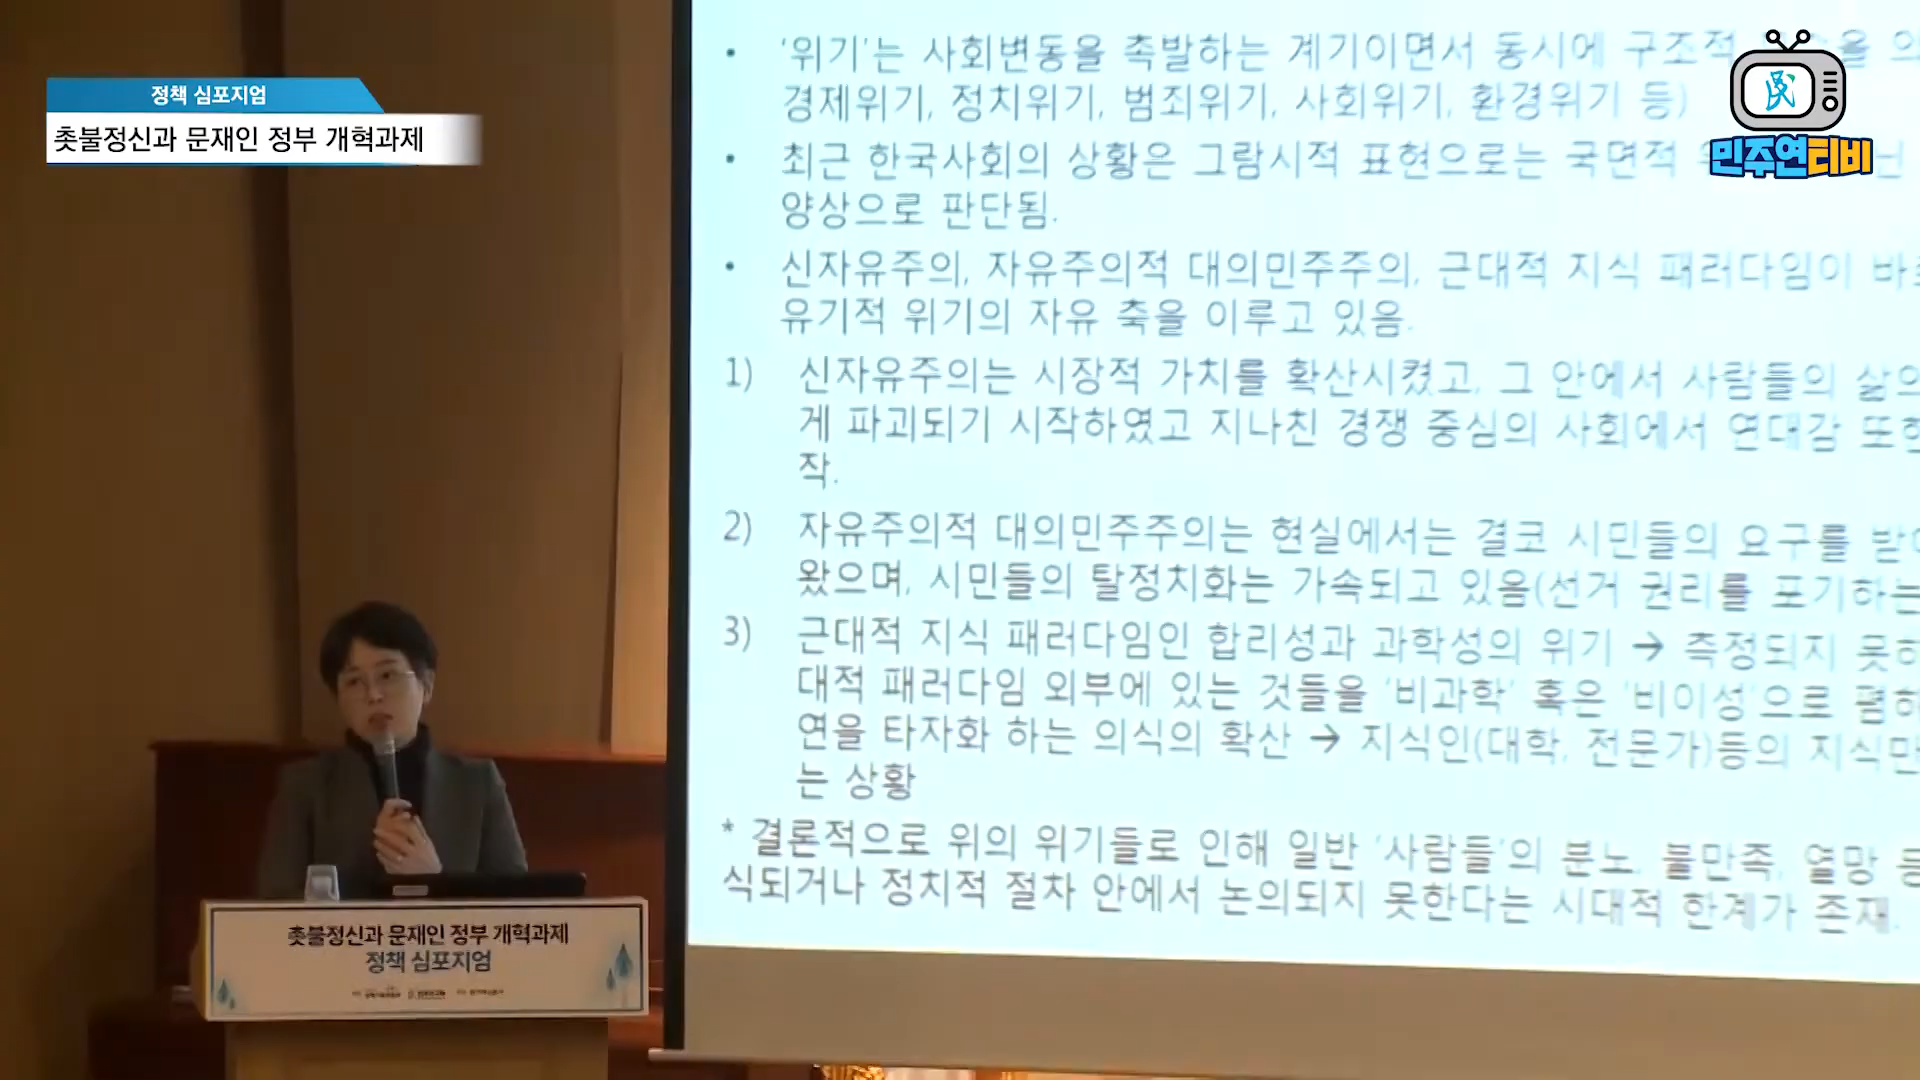 정책 심포지엄
촛불정신과 문재인 정부 개혁과제
민주연티비
• '위기'는 사회변동을 촉발하는 계기이면서 동시에 구조적
경제위기, 정치위기, 범죄위기, 사회위기, 환경위기 등)
• 최근 한국사회의 상황은 그람시적 표현으로는 국면적
양상으로 판단됨.
• 신자유주의, 자유주의적 대의민주주의, 근대적 지식 패러다임이
유기적 위기의 자유 축을 이루고 있음.
1) 신자유주의는 시장적 가치를 확산시켰고, 그 안에서 사람들의 삶의
게 파괴되기 시작하였고 지나친 경쟁 중심의 사회에서 연대감 또한
작.
2) 자유주의적 대의민주주의는 현실에서는 결코 시민들의 요구를
왔으며, 시민들의 탈정치화는 가속되고 있음(선거 권리를 포기하는
3) 근대적 지식 패러다임인 합리성과 과학성의 위기 → 측정되지
대적 패러다임 외부에 있는 것들을 '비과학' 혹은 '비이성'으로
연을 타자화 하는 의식의 확산 → 지식인(대학, 전문가)등의
는 상황
* 결론적으로 위의 위기들로 인해 일반 '사람들'의 분노, 불만족, 열망
식되거나 정치적 절차 안에서 논의되지 못한다는 시대적 한계가 존재.
촛불정신과 문재인 정부 개혁과제
정책 심포지엄